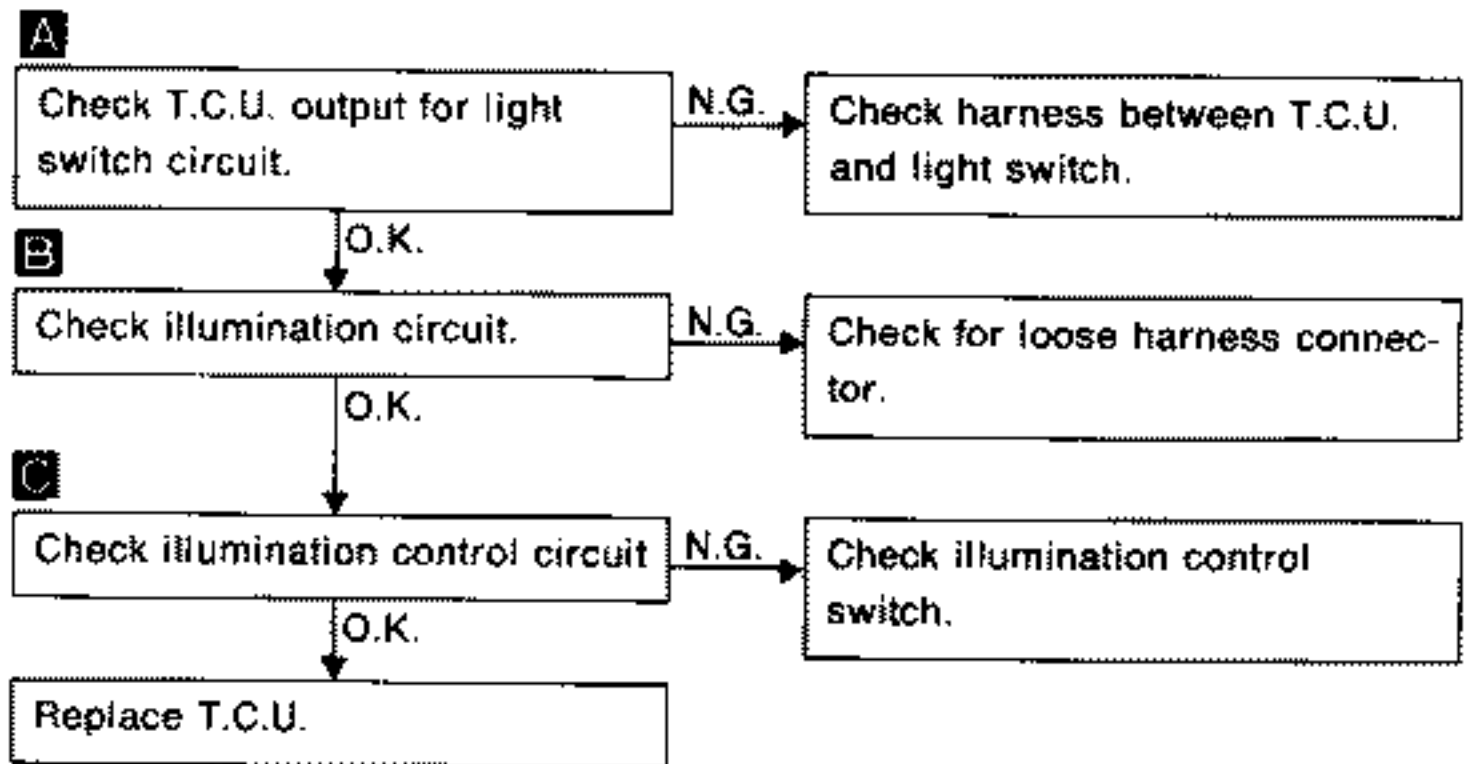 A
Check T.C.U. output for light
switch circuit.
N.G.
Check harness between T.C.U.
and light switch.
O.K.
B
Check illumination circuit.
N.G.
Check for loose harness connec-
tor.
O.K.
C
Check illumination control circuit
N.G.
Check illumination control
switch.
O.K.
Replace T.C.U.